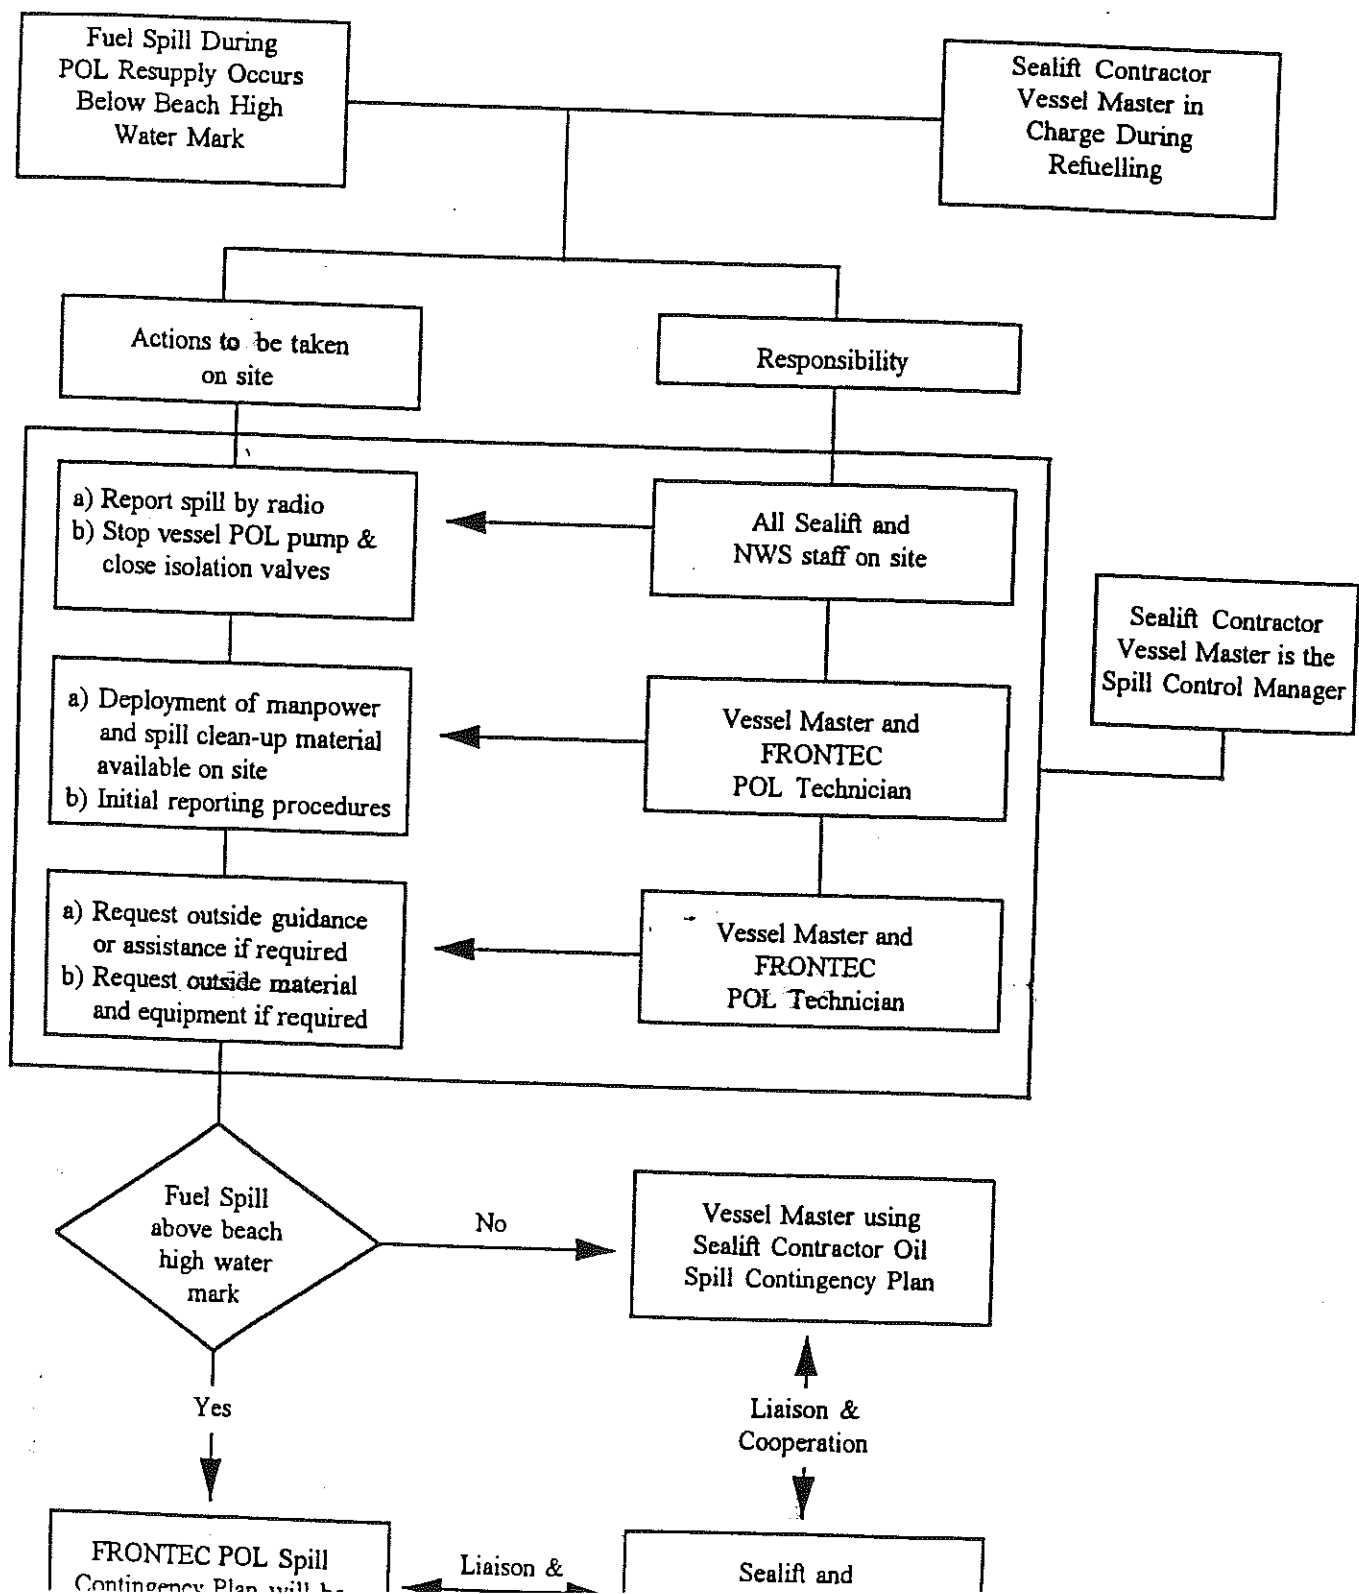 Fuel Spill During
POL Resupply Occurs
Below Beach High
Water Mark
Sealift Contractor
Vessel Master in
Charge During
Refuelling
Actions to be taken
on site
Responsibility
a) Report spill by radio
b) Stop vessel POL pump &
close isolation valves
All Sealift and
NWS staff on site
Sealift Contractor
Vessel Master is the
Spill Control Manager
a) Deployment of manpower
and spill clean-up material
available on site
b) Initial reporting procedures
Vessel Master and
FRONTEC
POL Technician
a) Request outside guidance
or assistance if required
b) Request outside material
and equipment if required
Vessel Master and
FRONTEC
POL Technician
Fuel Spill
above beach
high water
mark
No
Vessel Master using
Sealift Contractor Oil
Spill Contingency Plan
Yes
Liaison &
Cooperation
FRONTEC POL Spill
Contingency Plan will be
Liaison &
Sealift and